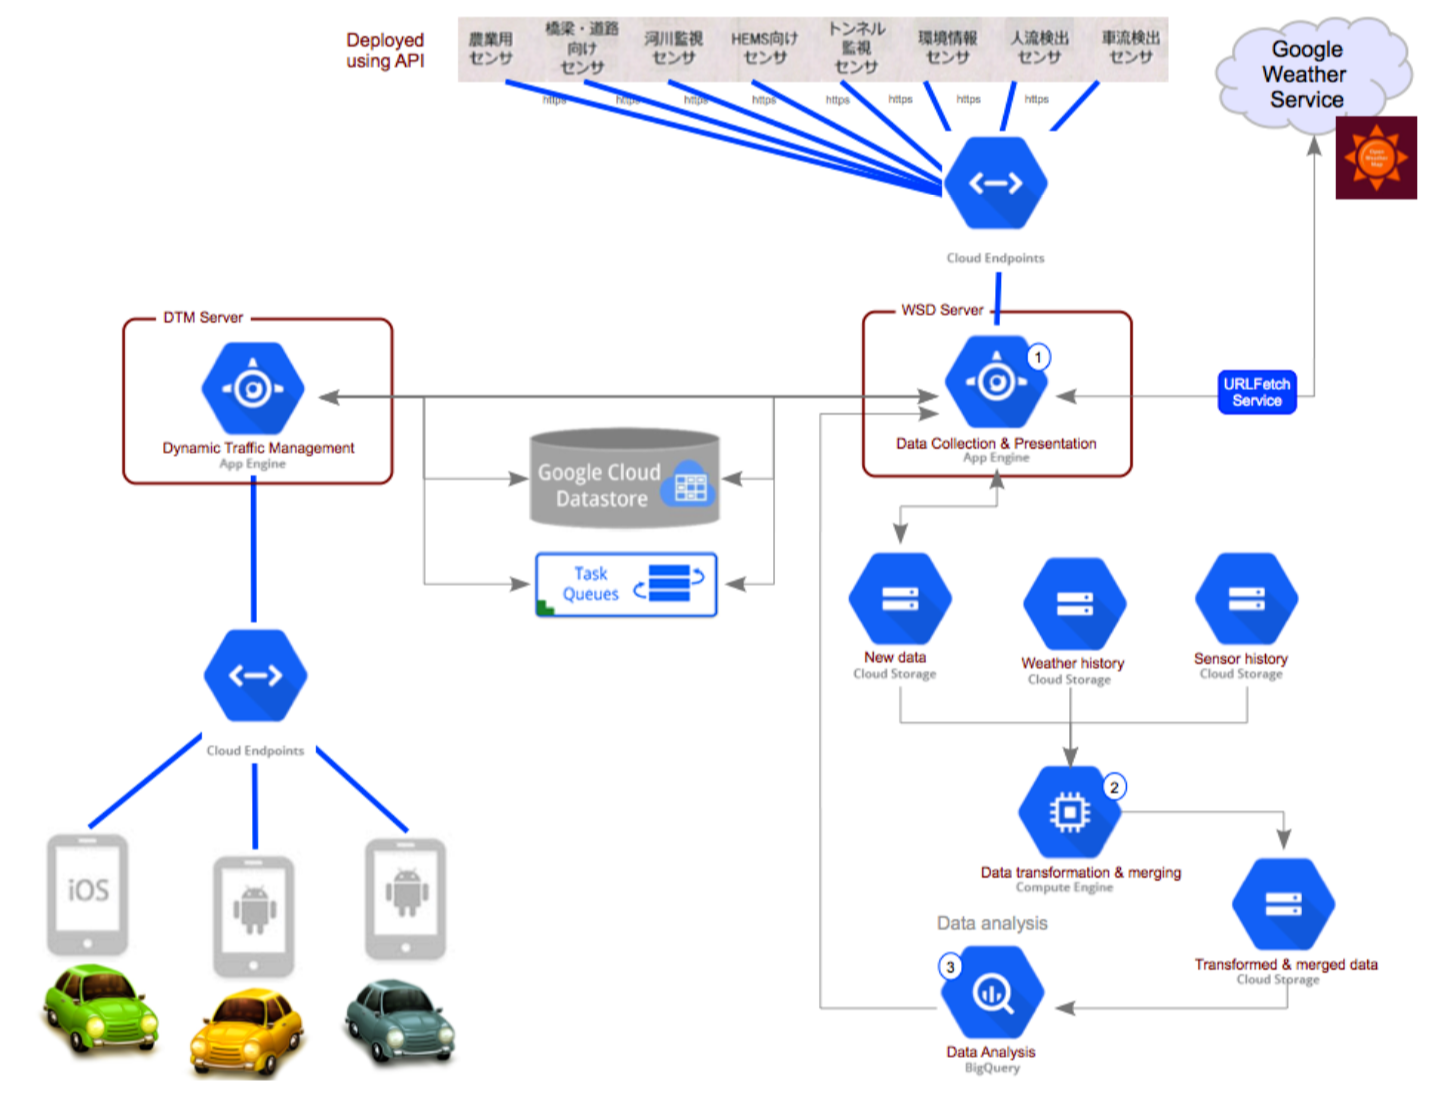 Deployed
using API
農業用
センサ
橋梁・道路
向け
センサ
河川監視
センサ
HEMS向け
センサ
トンネル
監視
センサ
環境情報
センサ
人流検出
センサ
車流検出
センサ
https
https
https
https
https
https
https
https
Google
Weather
Service
Open
Weather
Map
Cloud Endpoints
DTM Server
Dynamic Traffic Management
App Engine
WSD Server
1
Data Collection & Presentation
App Engine
URLFetch
Service
Google Cloud
Datastore
Task
Queues
New data
Cloud Storage
Weather history
Cloud Storage
Sensor history
Cloud Storage
Cloud Endpoints
iOS
2
Data transformation & merging
Compute Engine
Data analysis
Transformed & merged data
Cloud Storage
3
Data Analysis
BigQuery